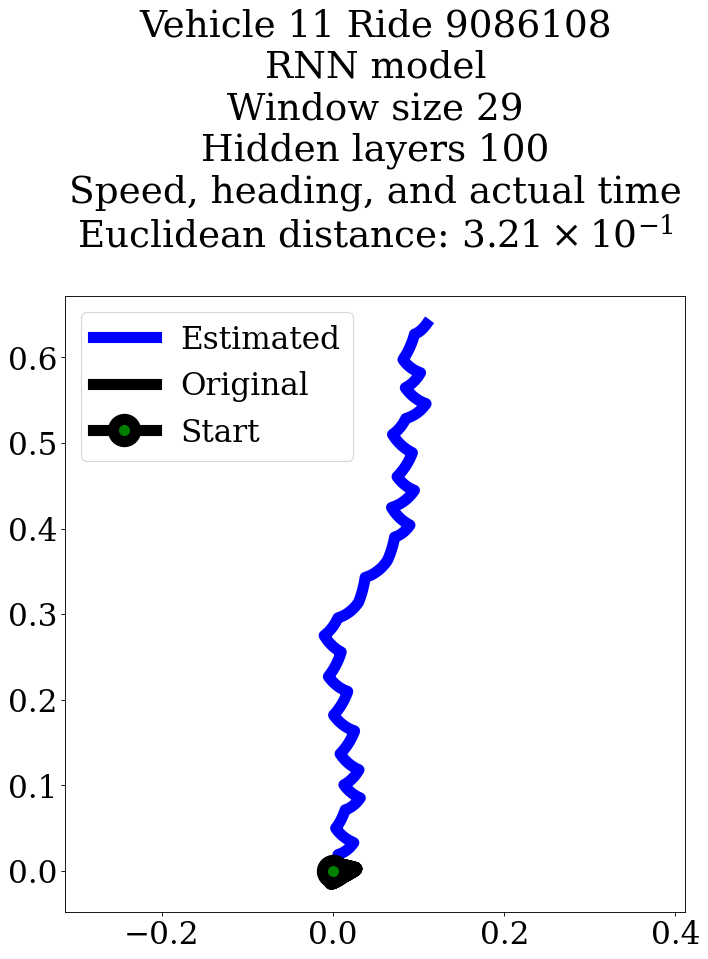 Vehicle 11 Ride 9086108
RNN model
Window size 29
Hidden layers 100
Speed, heading, and actual time
Euclidean distance: 3.21 × 10⁻¹
Estimated
Original
Start
0.6
0.5
0.4
0.3
0.2
0.1
0.0
−0.2 0.0 0.2 0.4